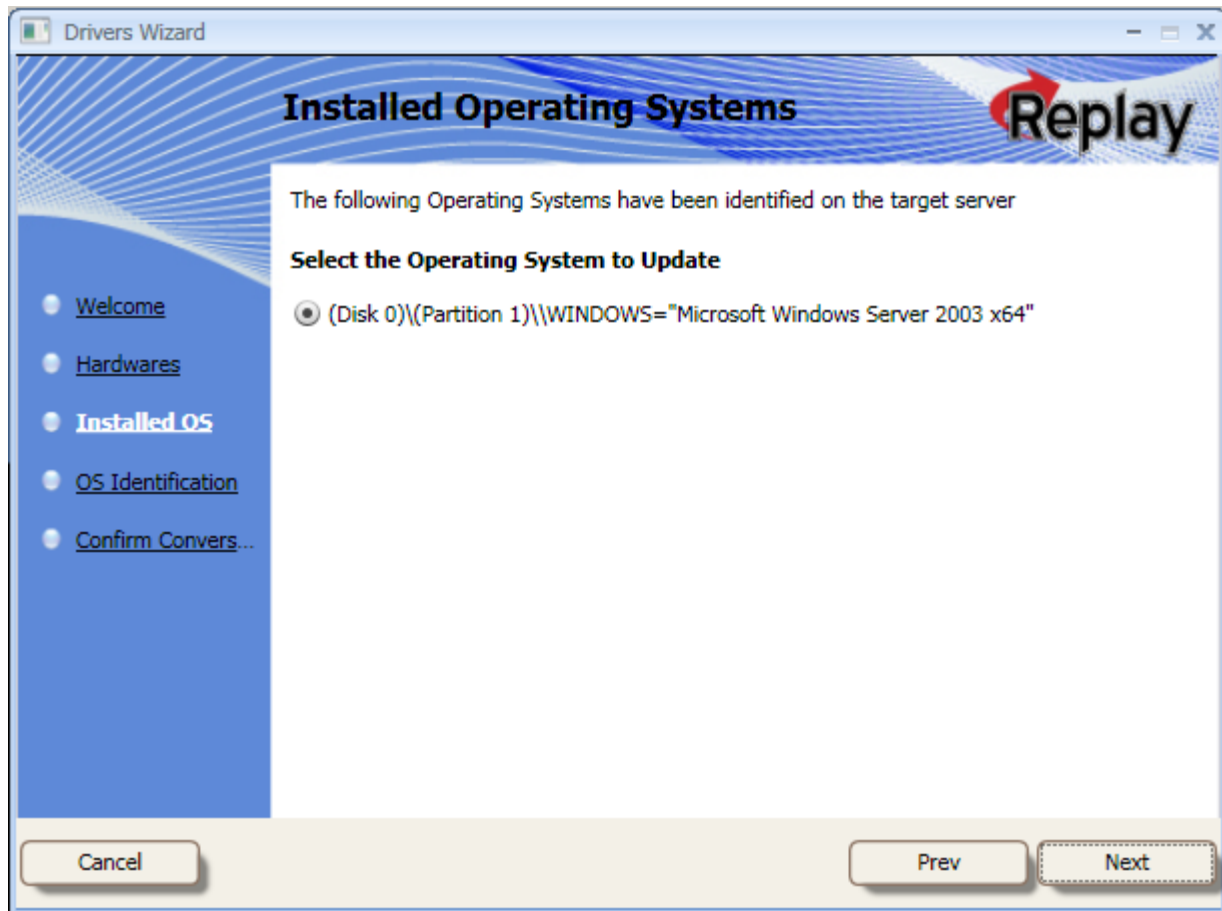 Drivers Wizard
Installed Operating Systems
Replay
The following Operating Systems have been identified on the target server
Select the Operating System to Update
(Disk 0)\(Partition 1)\\WINDOWS="Microsoft Windows Server 2003 x64"
Welcome
Hardwares
Installed OS
OS Identification
Confirm Convers...
Cancel
Prev
Next